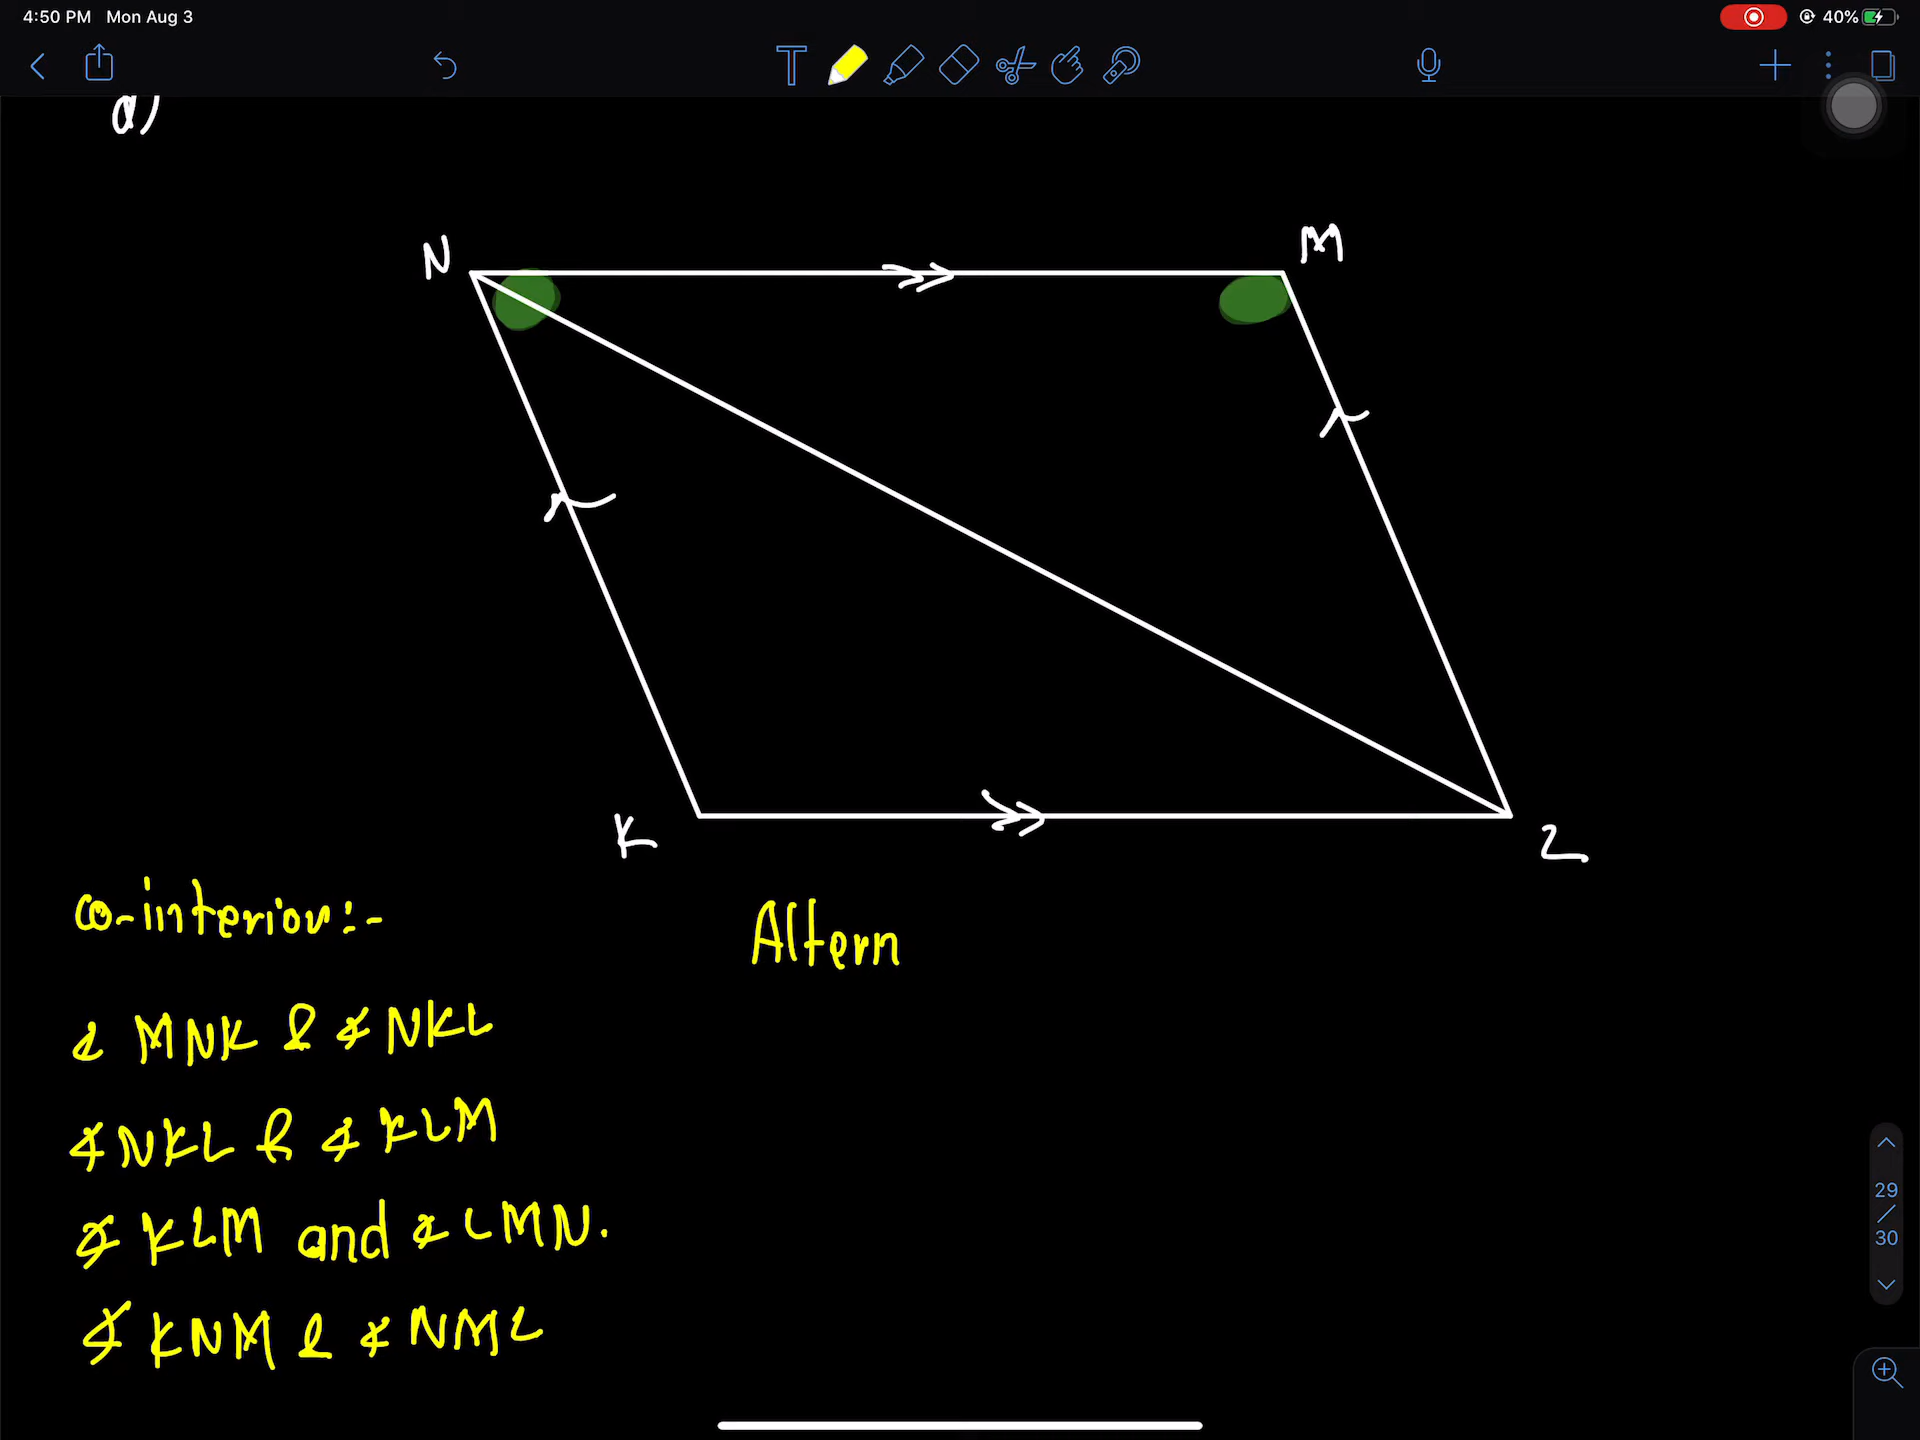 4:50 PM Mon Aug 3
40%
d)
N
M
K
L
co-interior:-
Altern
∡ MNK & ∡ NKL
∡ NKL & ∡ KLM
∡ KLM and ∡ LMN.
∡ KNM & ∡ NML
29
/
30